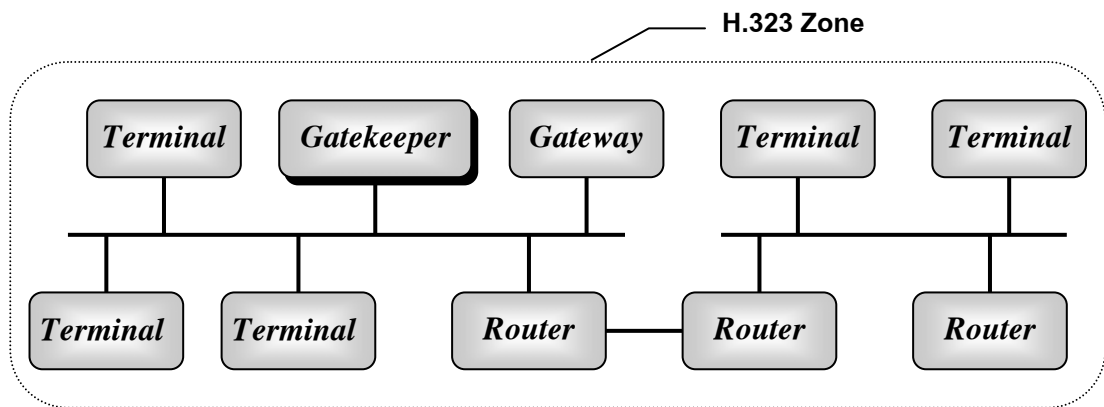 H.323 Zone
Terminal
Gatekeeper
Gateway
Terminal
Terminal
Terminal
Terminal
Router
Router
Router